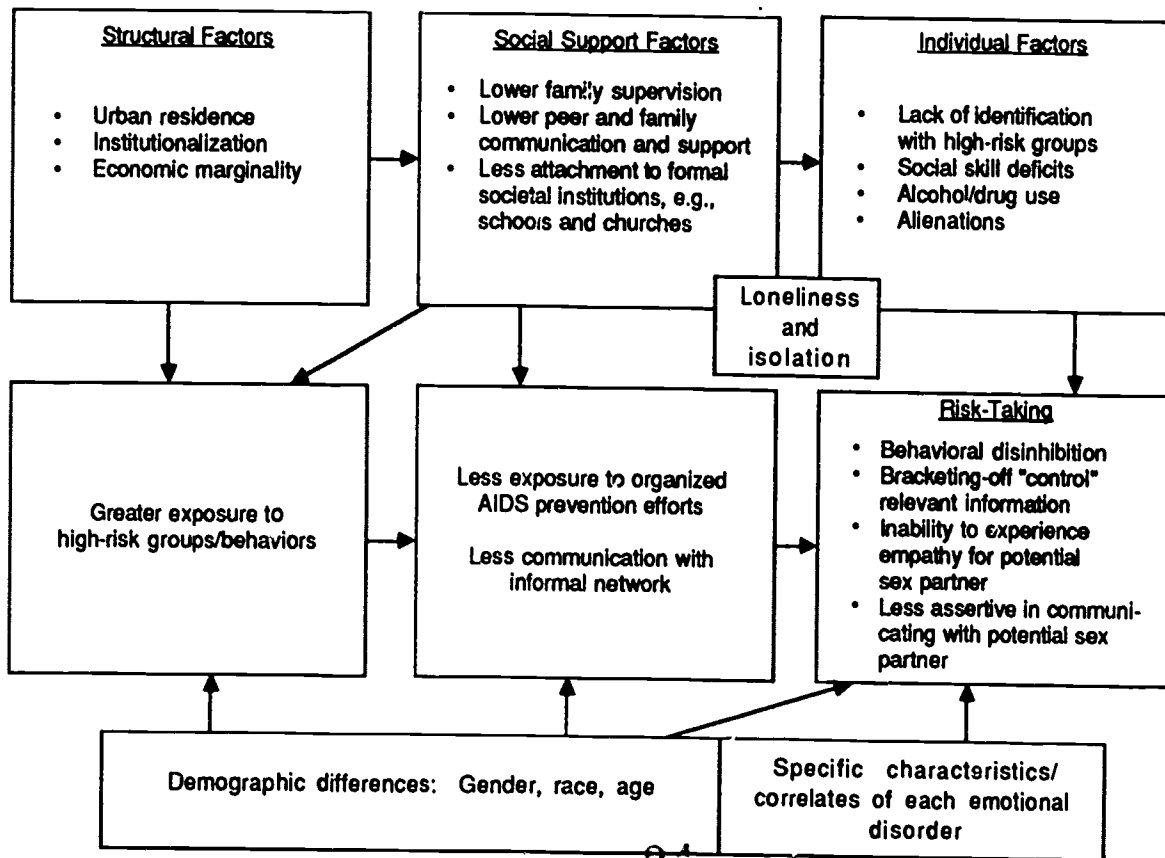 Structural Factors
• Urban residence
• Institutionalization
• Economic marginality
Social Support Factors
• Lower family supervision
• Lower peer and family
communication and support
• Less attachment to formal
societal institutions, e.g.,
schools and churches
Individual Factors
• Lack of identification
with high-risk groups
• Social skill deficits
• Alcohol/drug use
• Alienations
Loneliness
and
isolation
Greater exposure to
high-risk groups/behaviors
Less exposure to organized
AIDS prevention efforts
Less communication with
informal network
Risk-Taking
• Behavioral disinhibition
• Bracketing-off "control"
relevant information
• Inability to experience
empathy for potential
sex partner
• Less assertive in communi-
cating with potential sex
partner
Demographic differences: Gender, race, age
Specific characteristics/
correlates of each emotional
disorder